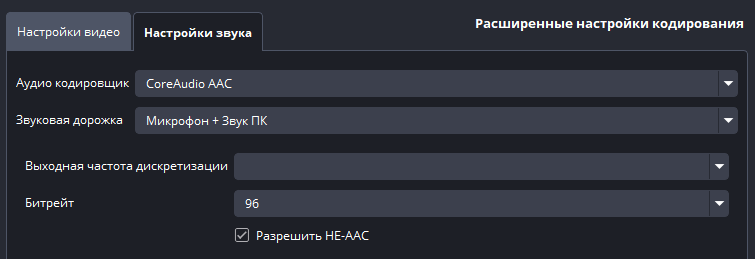 Настройки видео
Настройки звука
Расширенные настройки кодирования
Аудио кодировщик
CoreAudio AAC
Звуковая дорожка
Микрофон + Звук ПК
Выходная частота дискретизации
Битрейт
96
Разрешить HE-AAC